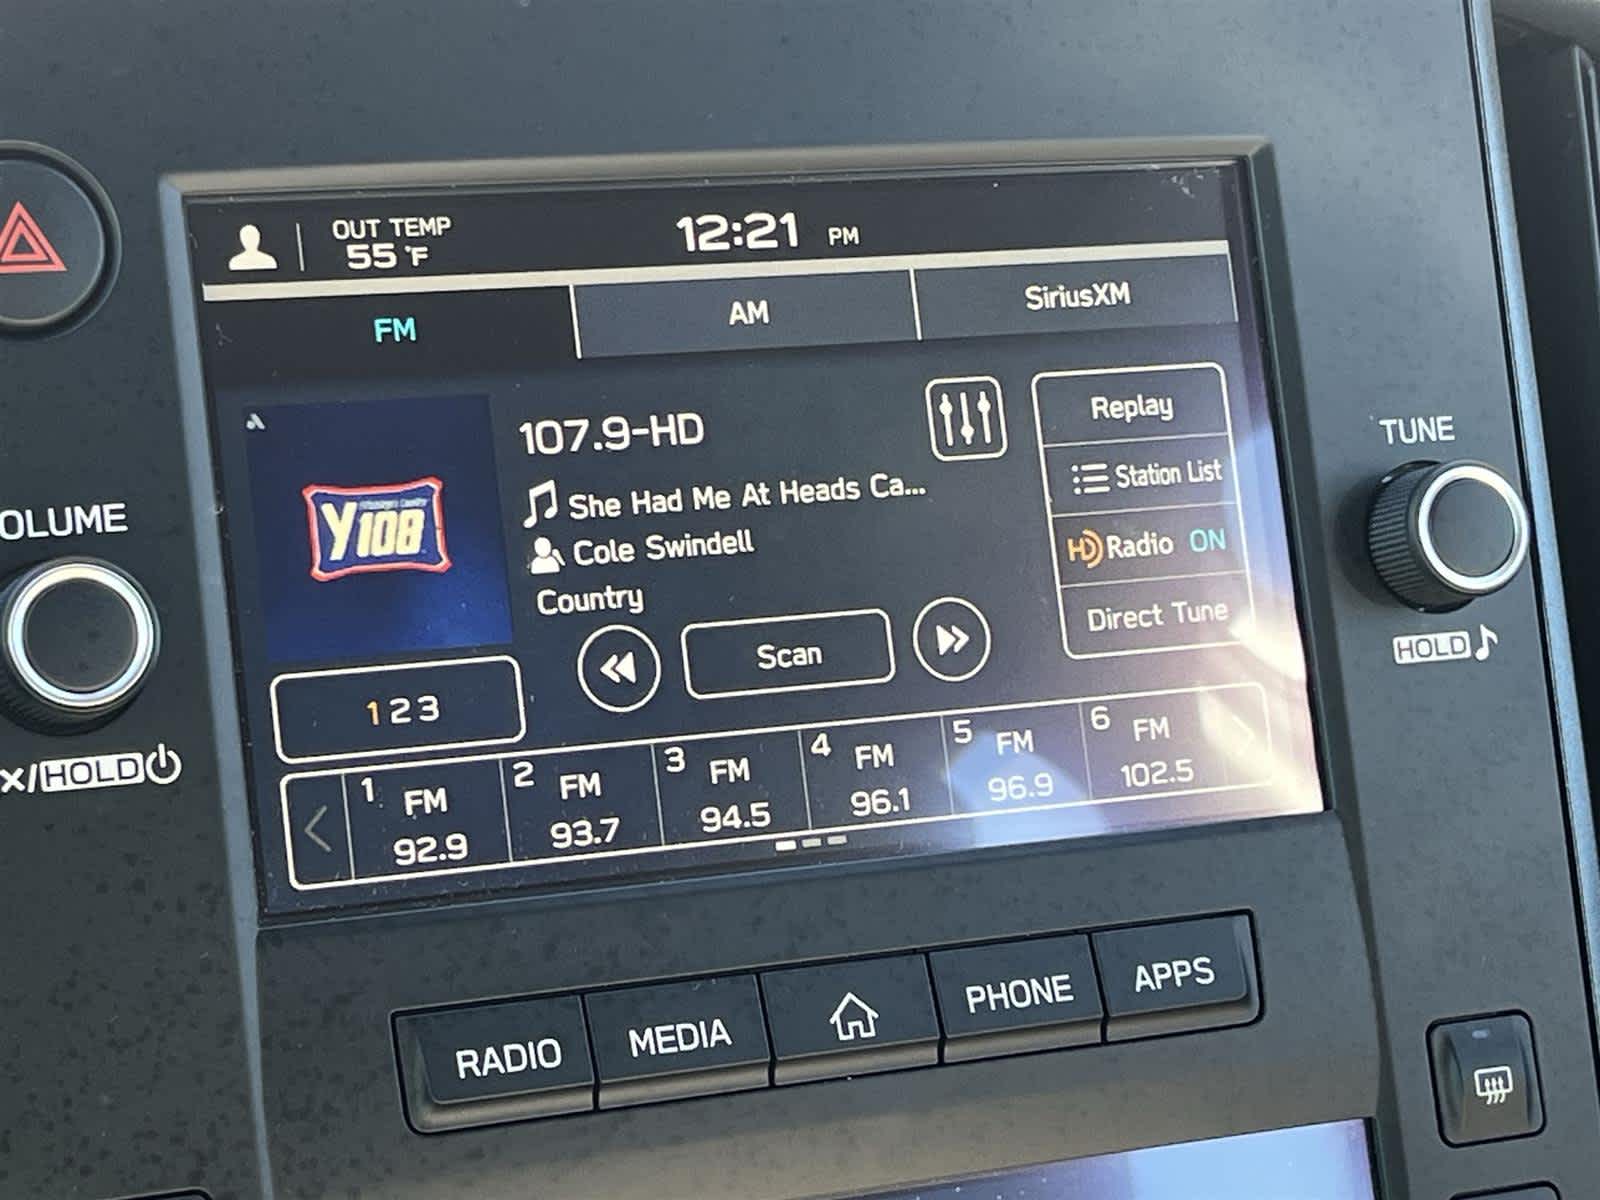 OUT TEMP
55 °F
12:21 PM
FM
AM
SiriusXM
Y108
107.9-HD
She Had Me At Heads Ca...
Cole Swindell
Country
Replay
Station List
HD Radio ON
Direct Tune
1 2 3
Scan
1 FM 92.9
2 FM 93.7
3 FM 94.5
4 FM 96.1
5 FM 96.9
6 FM 102.5
OLUME
/HOLD
TUNE
HOLD
RADIO
MEDIA
PHONE
APPS